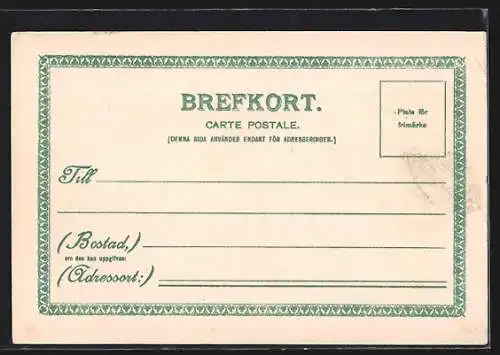 BREFKORT.
CARTE POSTALE.
(DENNA SIDA ANVÄNDES ENDAST FÖR ADRESSERINGEN.)
Plats för
frimärke
Till
(Bostad,)
om den kan uppgifvas:
(Adressort:)